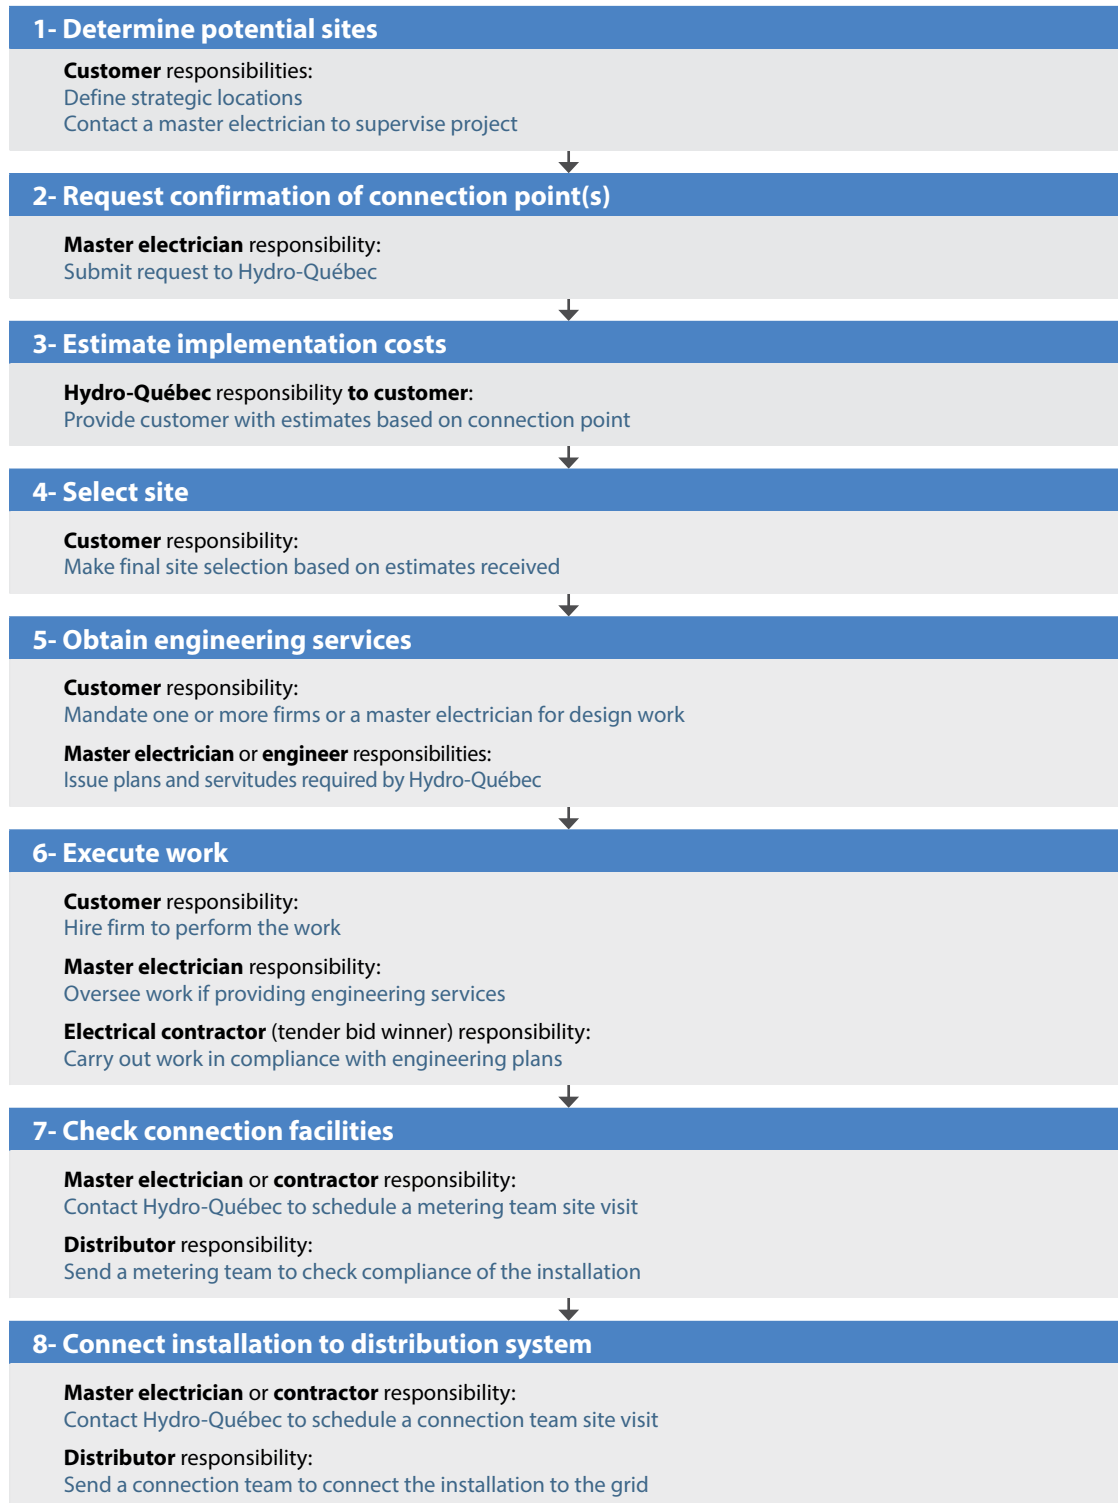 1- Determine potential sites
Customer responsibilities:
Define strategic locations
Contact a master electrician to supervise project
2- Request confirmation of connection point(s)
Master electrician responsibility:
Submit request to Hydro-Québec
3- Estimate implementation costs
Hydro-Québec responsibility to customer:
Provide customer with estimates based on connection point
4- Select site
Customer responsibility:
Make final site selection based on estimates received
5- Obtain engineering services
Customer responsibility:
Mandate one or more firms or a master electrician for design work
Master electrician or engineer responsibilities:
Issue plans and servitudes required by Hydro-Québec
6- Execute work
Customer responsibility:
Hire firm to perform the work
Master electrician responsibility:
Oversee work if providing engineering services
Electrical contractor (tender bid winner) responsibility:
Carry out work in compliance with engineering plans
7- Check connection facilities
Master electrician or contractor responsibility:
Contact Hydro-Québec to schedule a metering team site visit
Distributor responsibility:
Send a metering team to check compliance of the installation
8- Connect installation to distribution system
Master electrician or contractor responsibility:
Contact Hydro-Québec to schedule a connection team site visit
Distributor responsibility:
Send a connection team to connect the installation to the grid